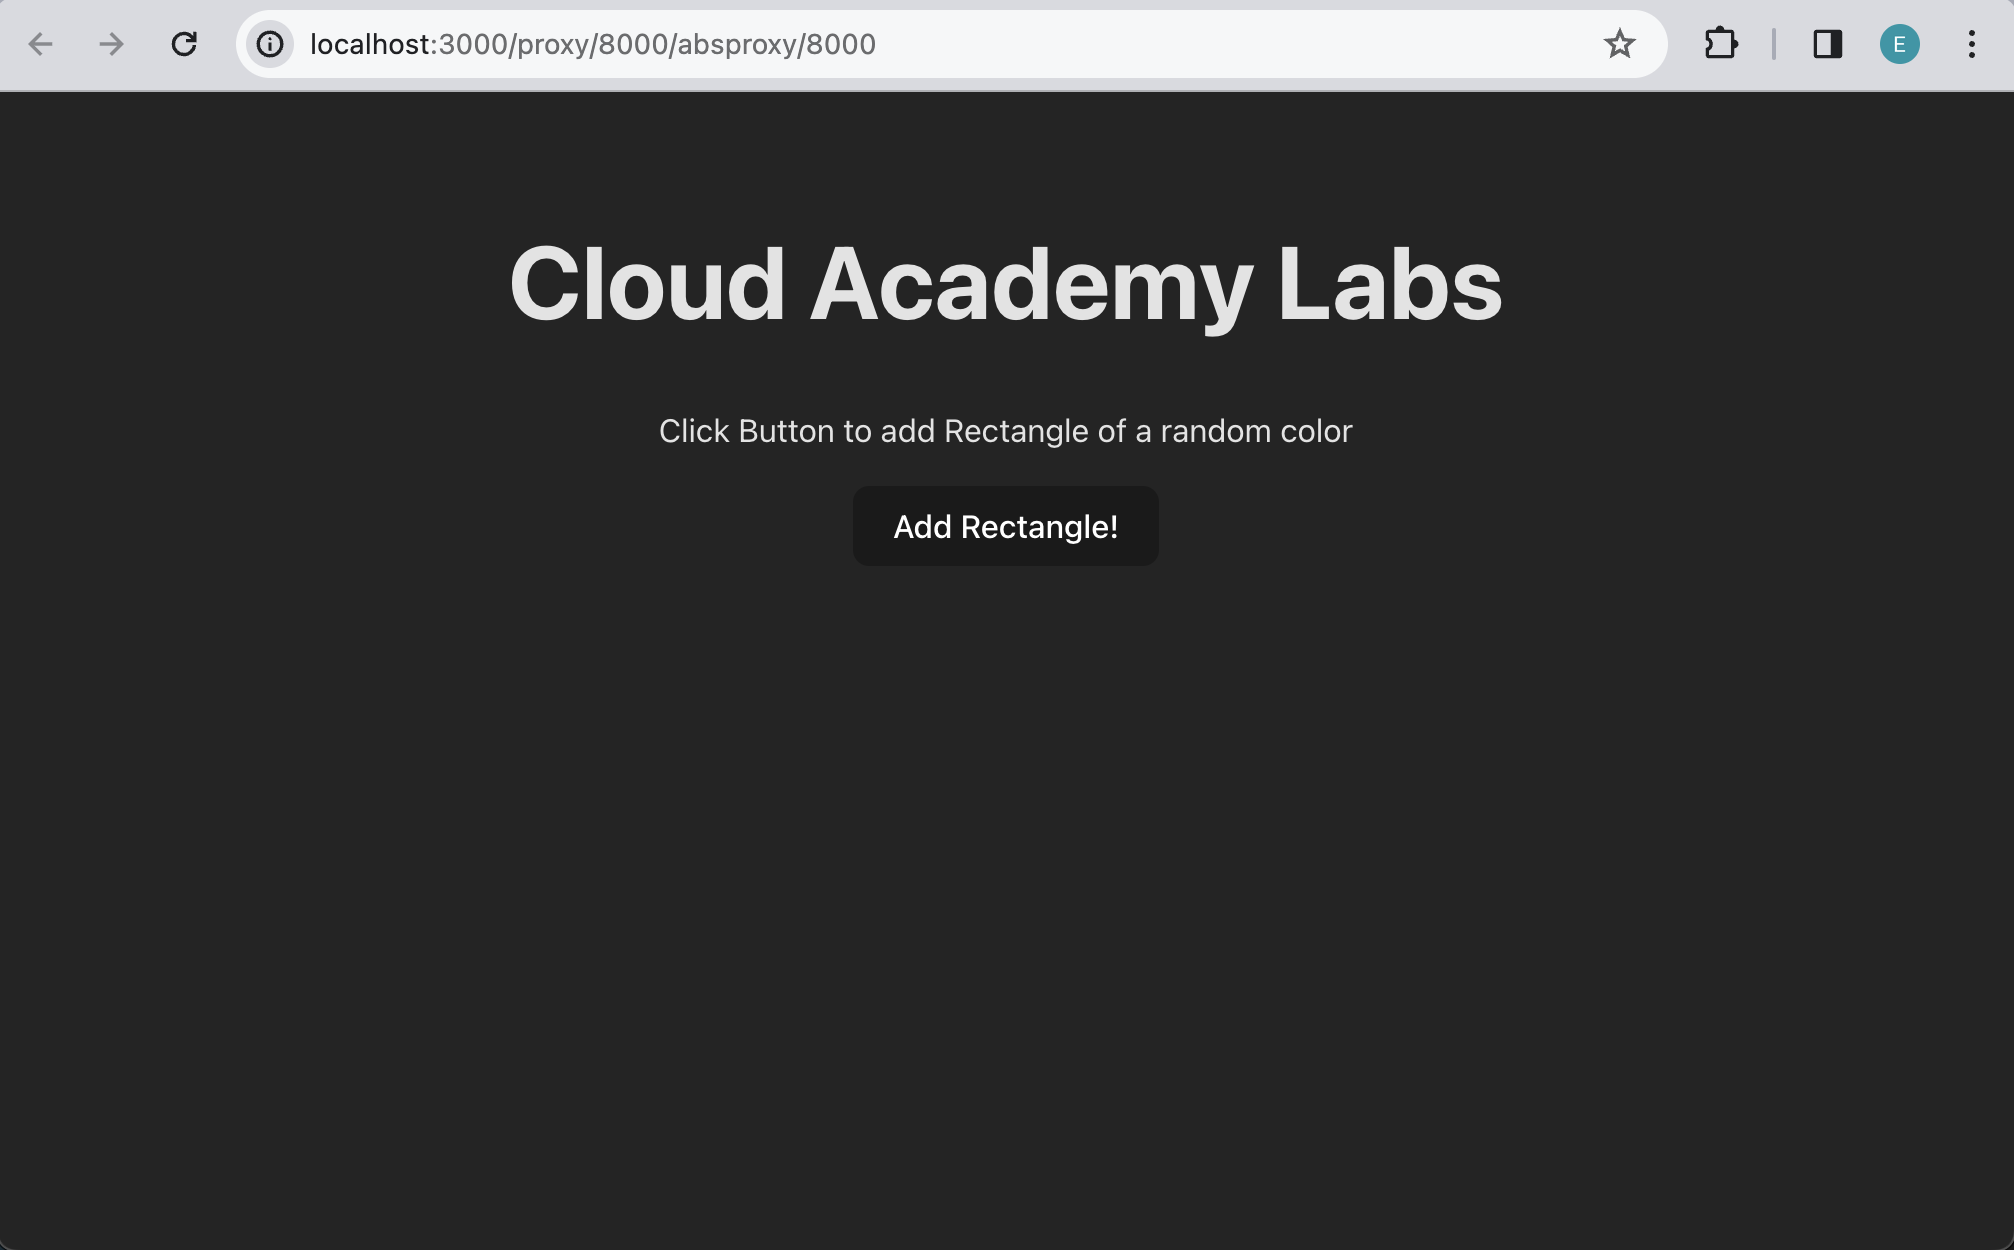 localhost:3000/proxy/8000/absproxy/8000
E
Cloud Academy Labs
Click Button to add Rectangle of a random color
Add Rectangle!